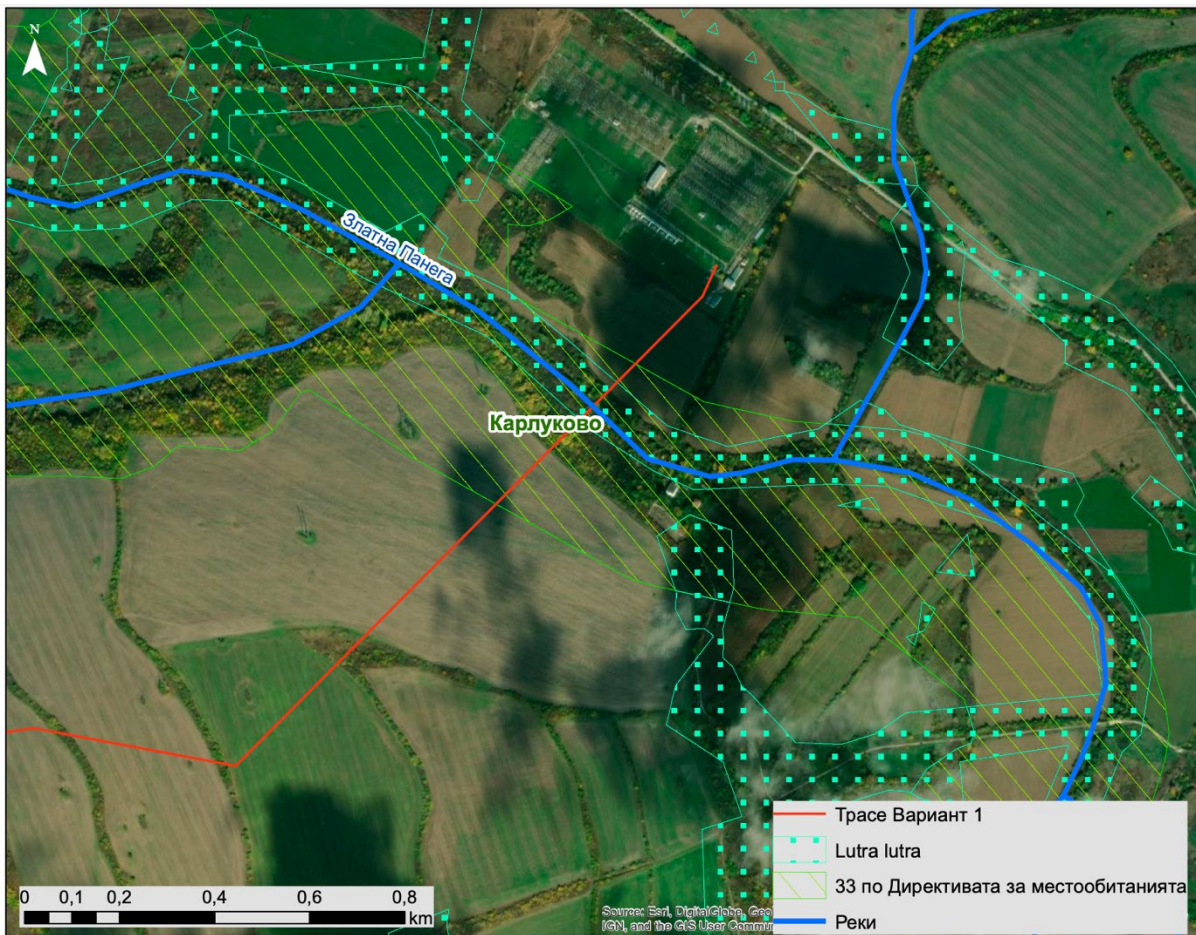 N
Златна Панега
Карлуково
Трасе Вариант 1
Lutra lutra
33 по Директивата за местообитанията
Реки
0 0,1 0,2 0,4 0,6 0,8
km
Source: Esri, DigitalGlobe, Geo
IGN, and the GIS User Commun